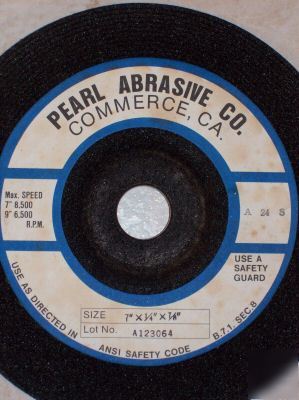 PEARL ABRASIVE CO.
COMMERCE, CA.
Max. SPEED
7" 8,500
9" 6,500
R.P.M.
A 24 S
USE A
SAFETY
GUARD
SIZE 7" x 1/4" x 7/8"
Lot No. A123064
USE AS DIRECTED IN
ANSI SAFETY CODE
B.7.1. SEC.8